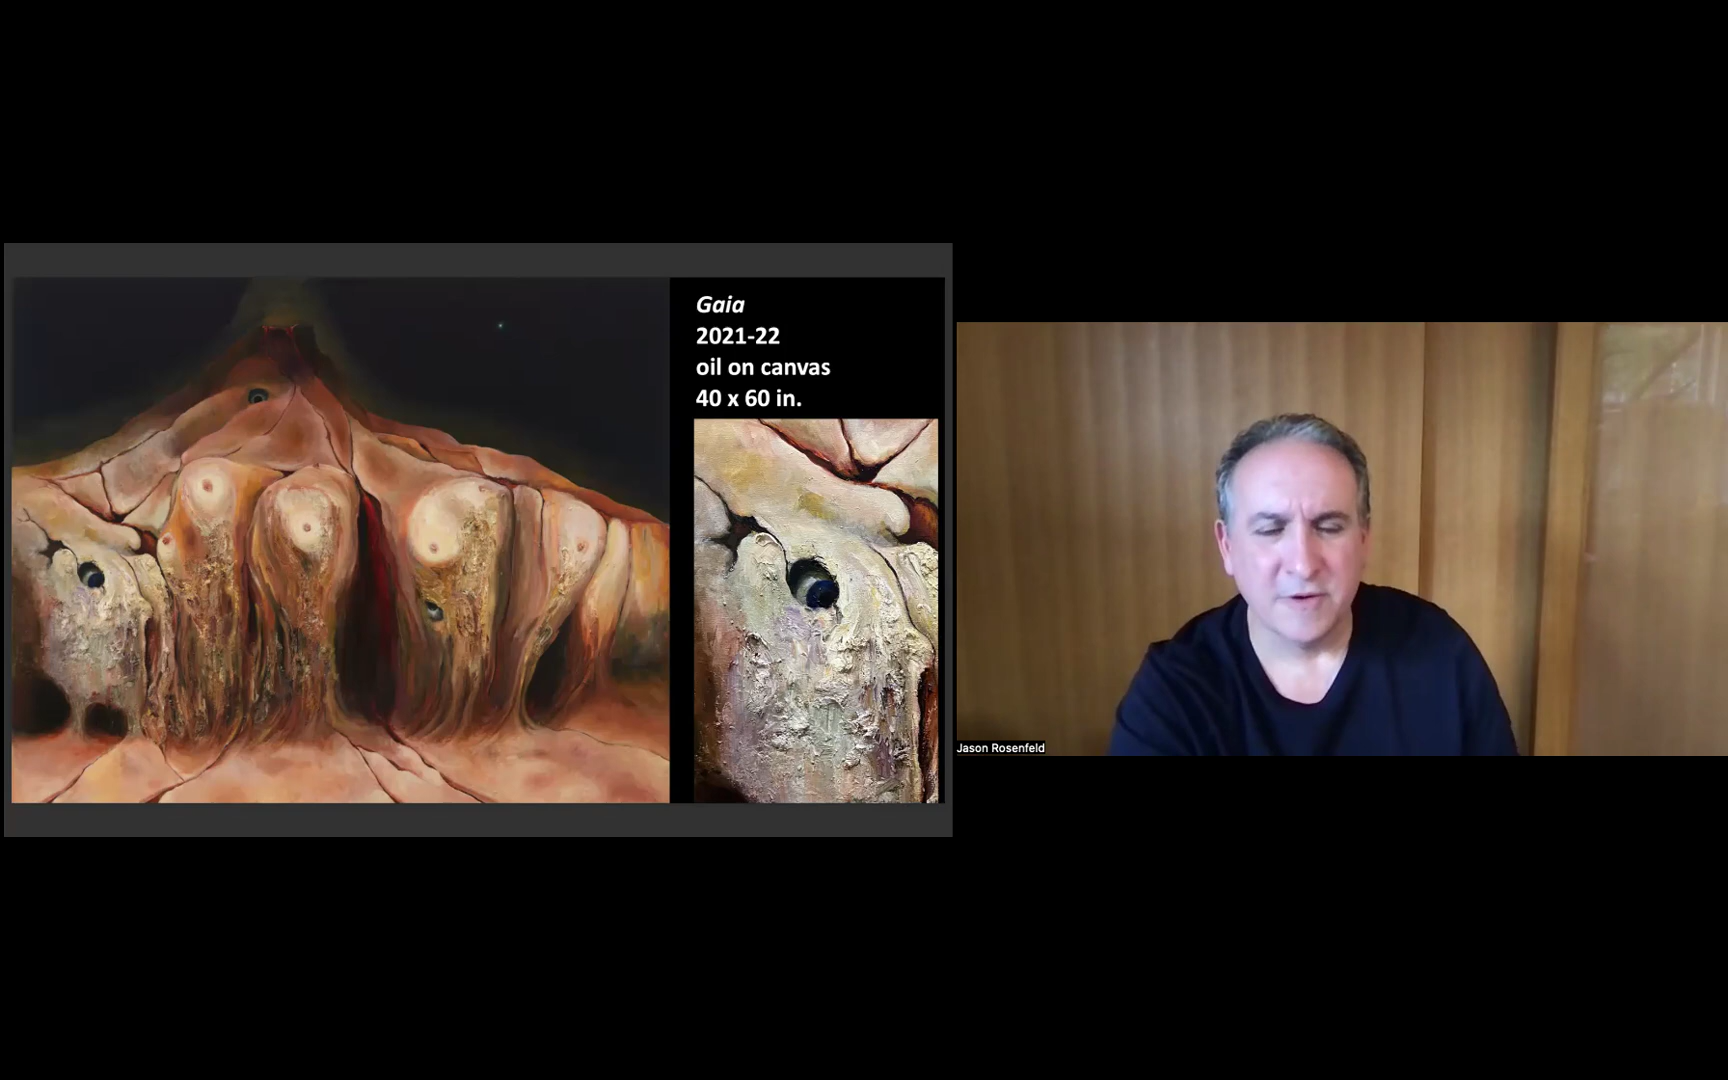 Gaia
2021-22
oil on canvas
40 x 60 in.
Jason Rosenfeld